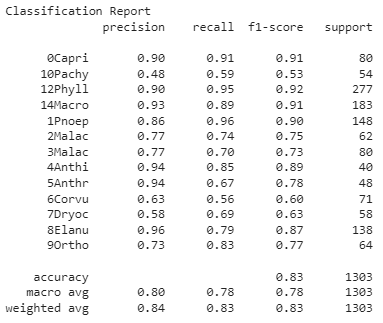 Classification Report
precision recall f1-score support
0Capri 0.90 0.91 0.91 80
10Pachy 0.48 0.59 0.53 54
12Phyll 0.90 0.95 0.92 277
14Macro 0.93 0.89 0.91 183
1Pnoep 0.86 0.96 0.90 148
2Malac 0.77 0.74 0.75 62
3Malac 0.77 0.70 0.73 80
4Anthi 0.94 0.85 0.89 40
5Anthr 0.94 0.67 0.78 48
6Corvu 0.63 0.56 0.60 71
7Dryoc 0.58 0.69 0.63 58
8Elanu 0.96 0.79 0.87 138
9Ortho 0.73 0.83 0.77 64
accuracy 0.83 1303
macro avg 0.80 0.78 0.78 1303
weighted avg 0.84 0.83 0.83 1303